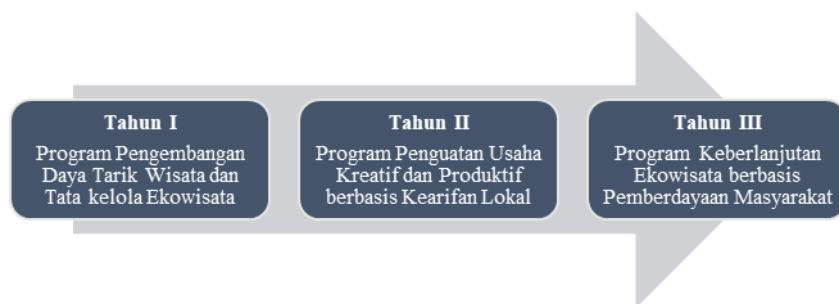 Tahun I
Program Pengembangan
Daya Tarik Wisata dan
Tata kelola Ekowisata
Tahun II
Program Penguatan Usaha
Kreatif dan Produktif
berbasis Kearifan Lokal
Tahun III
Program Keberlanjutan
Ekowisata berbasis
Pemberdayaan Masyarakat